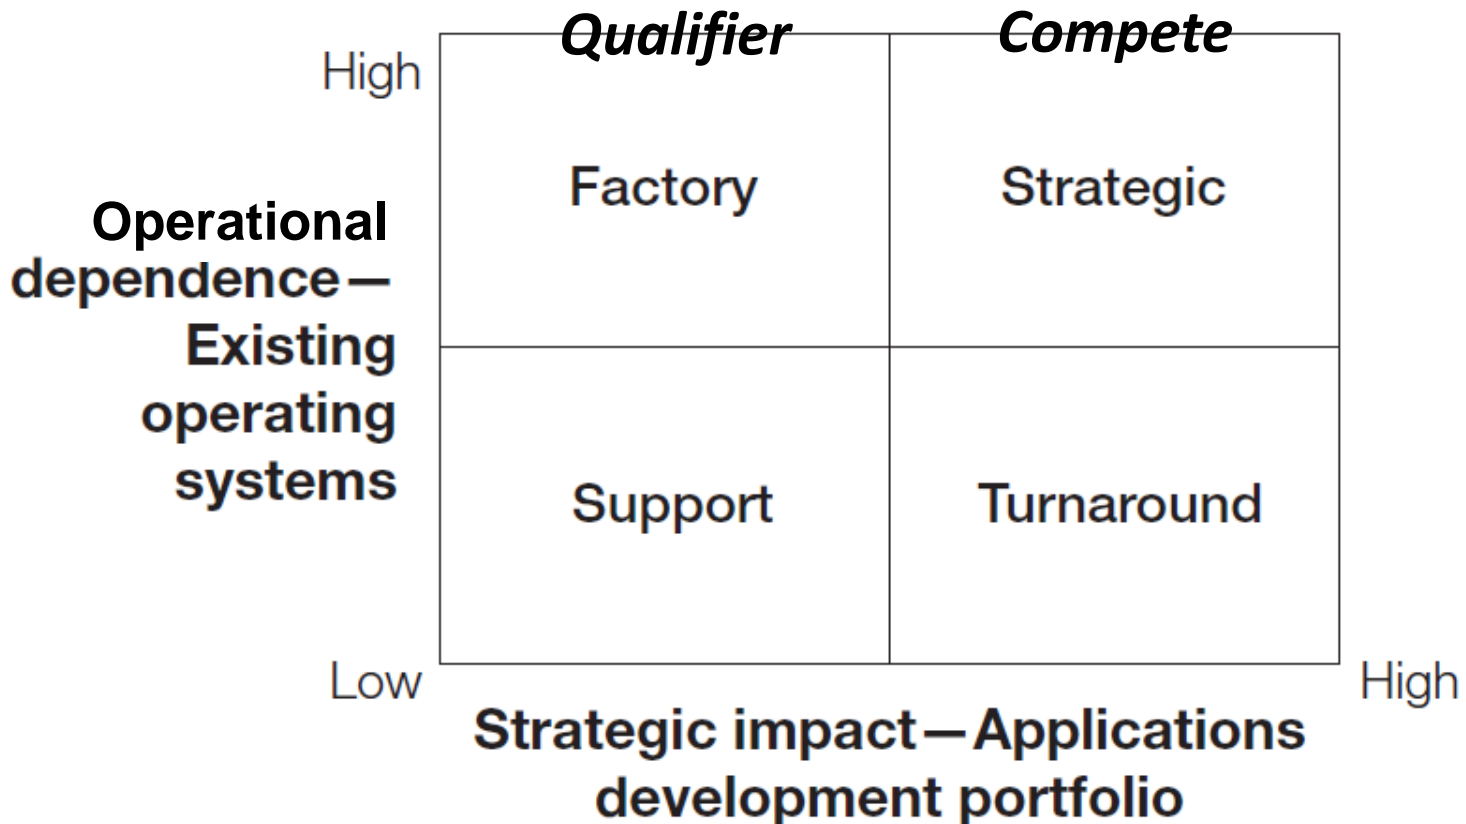 Qualifier Compete
High
Factory Strategic
Operational
dependence—
Existing
operating
systems
Support Turnaround
Low High
Strategic impact—Applications
development portfolio